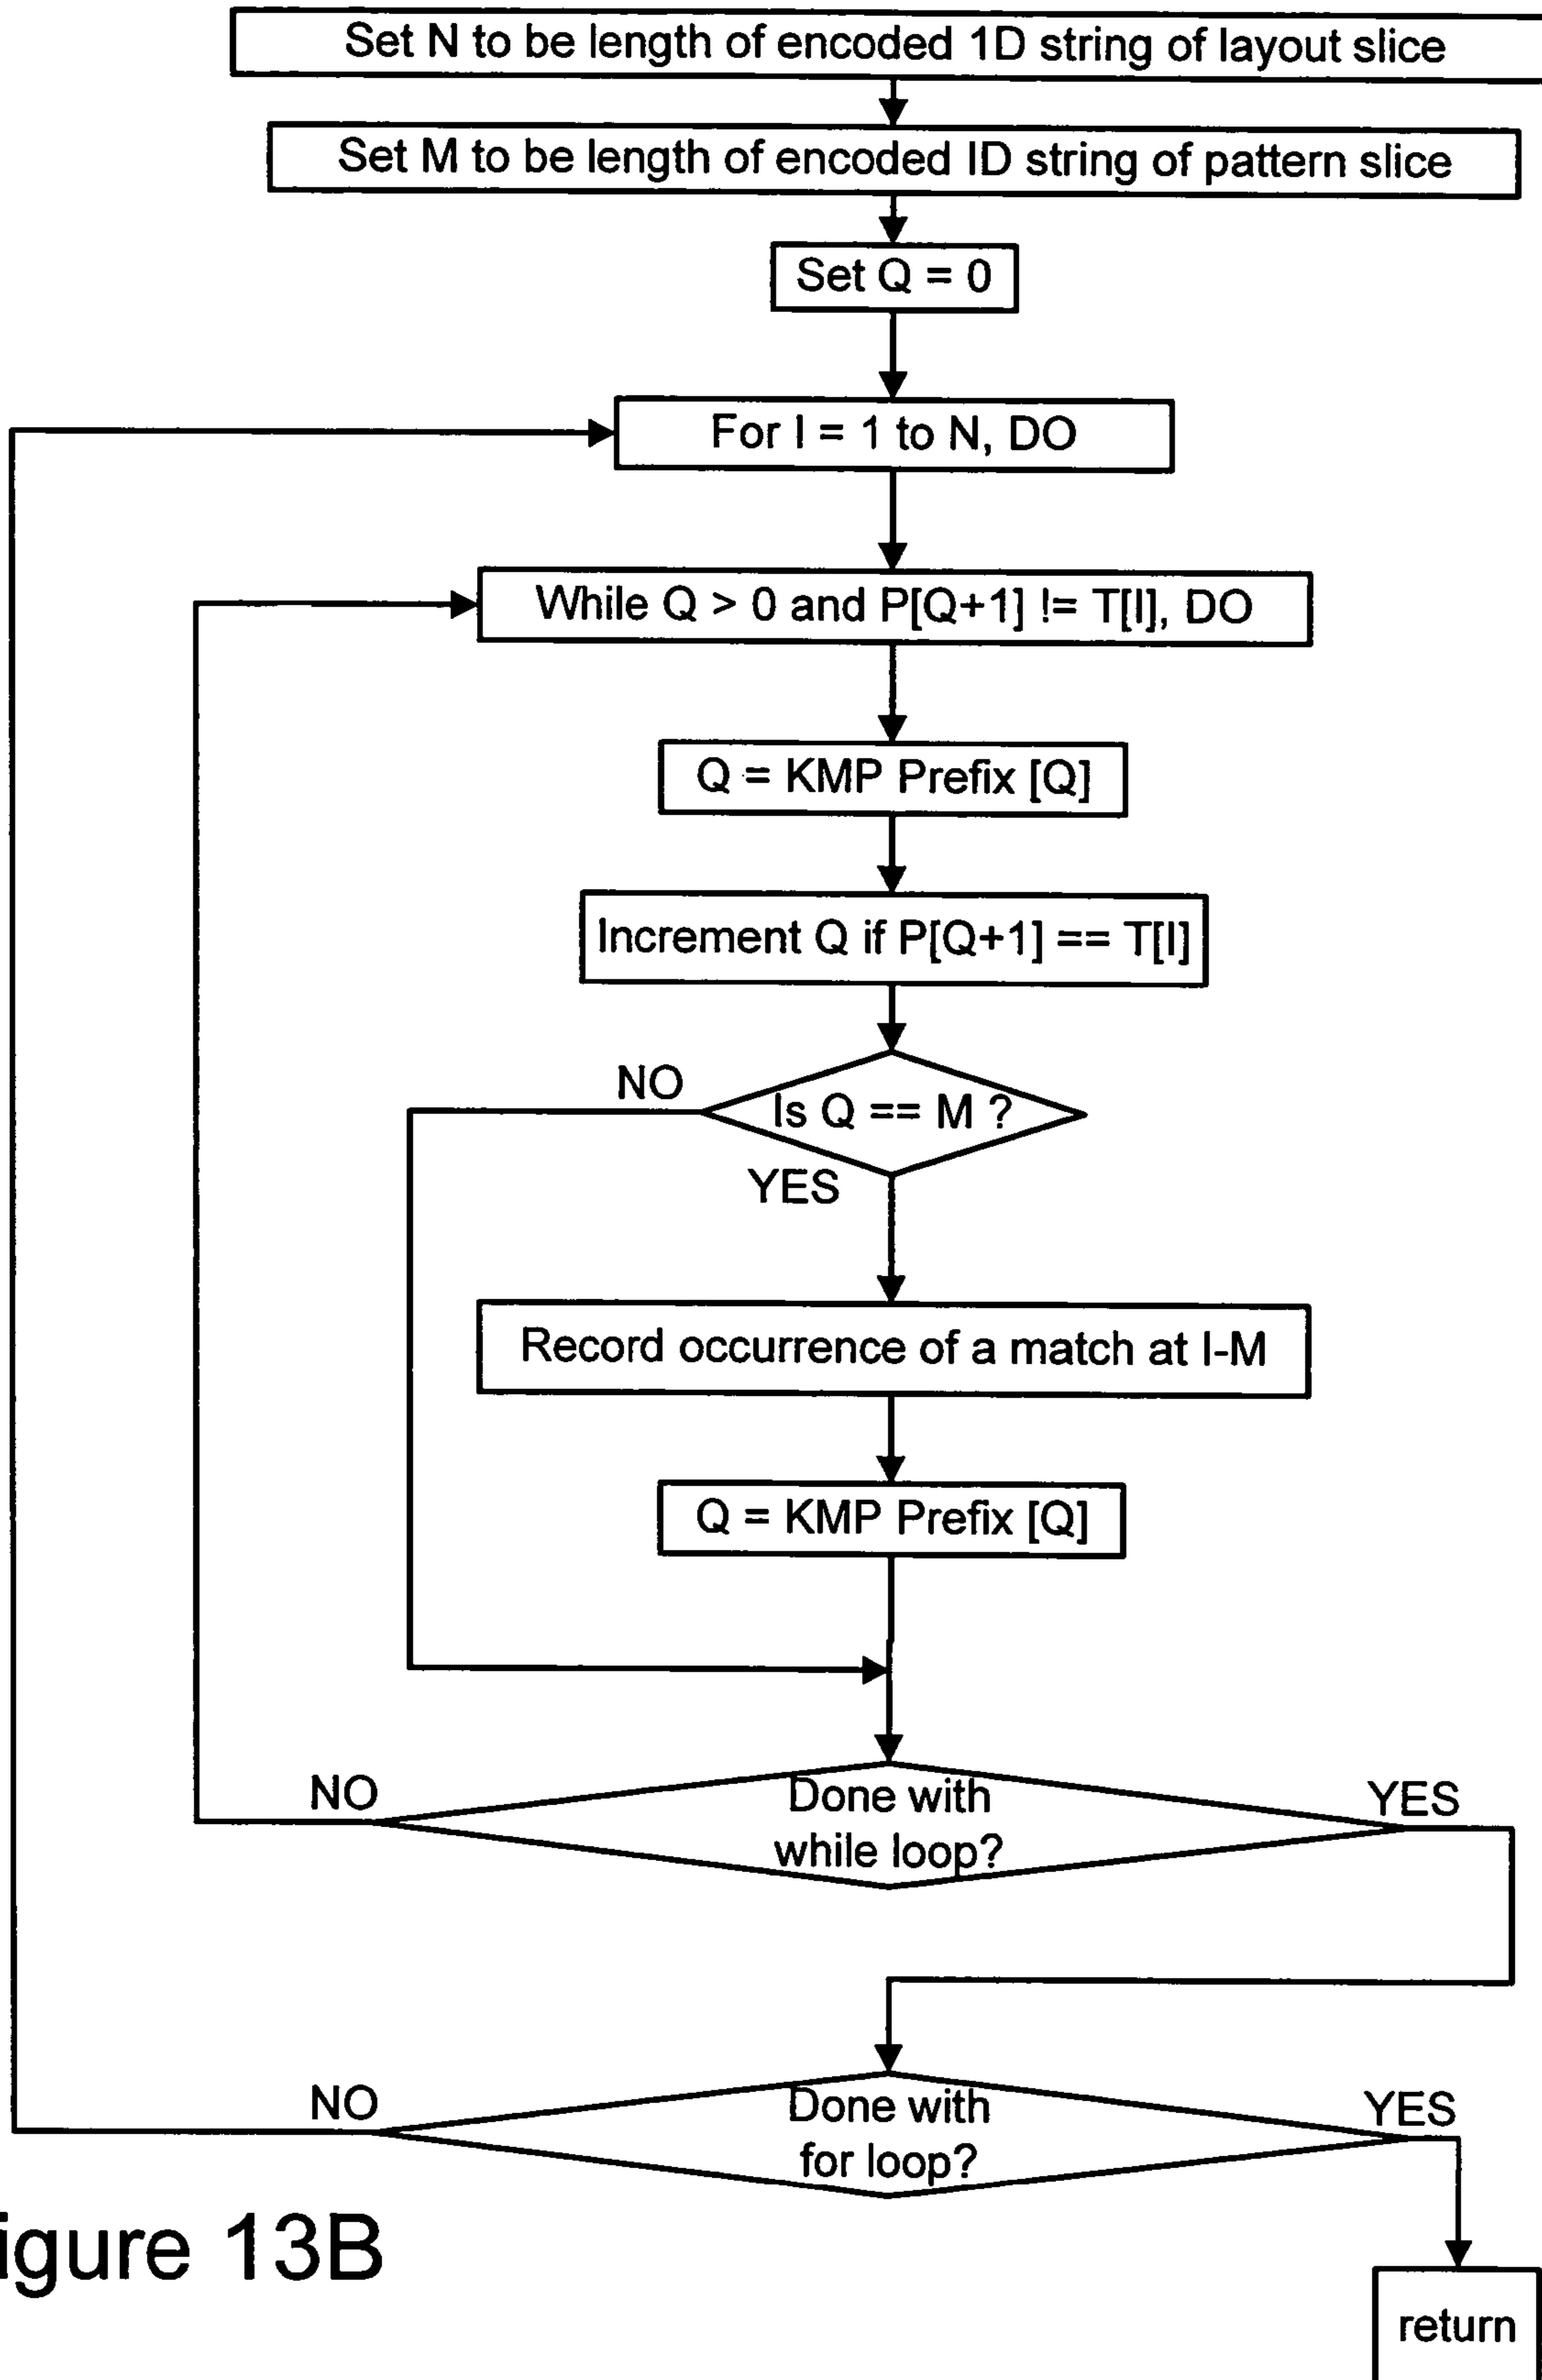 Set N to be length of encoded 1D string of layout slice
Set M to be length of encoded ID string of pattern slice
Set Q = 0
For I = 1 to N, DO
While Q > 0 and P[Q+1] != T[I], DO
Q = KMP Prefix [Q]
Increment Q if P[Q+1] == T[I]
NO
Is Q == M ?
YES
Record occurrence of a match at I-M
Q = KMP Prefix [Q]
NO
Done with
while loop?
YES
NO
Done with
for loop?
YES
igure 13B
return